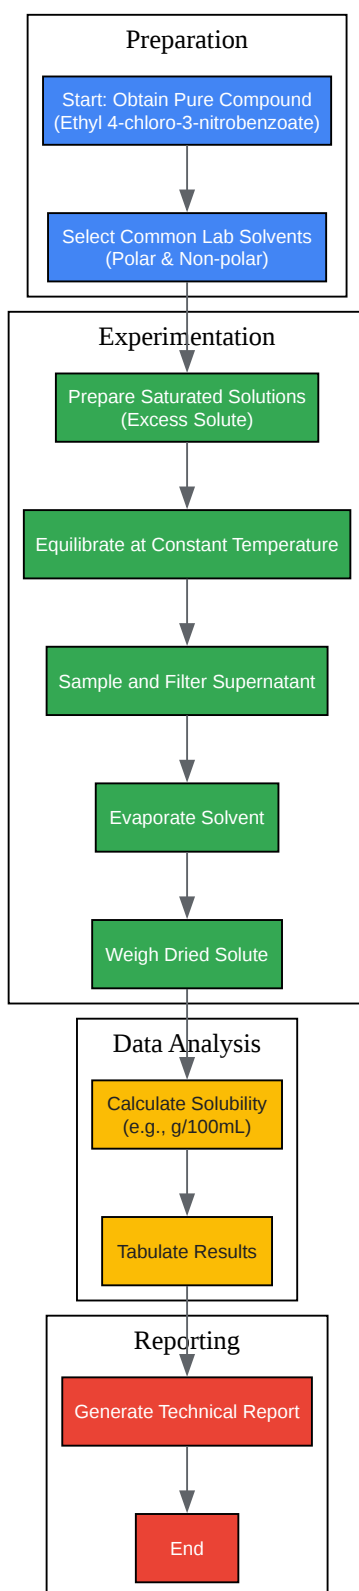 Preparation
Start: Obtain Pure Compound
(Ethyl 4-chloro-3-nitrobenzoate)
Select Common Lab Solvents
(Polar & Non-polar)
Experimentation
Prepare Saturated Solutions
(Excess Solute)
Equilibrate at Constant Temperature
Sample and Filter Supernatant
Evaporate Solvent
Weigh Dried Solute
Data Analysis
Calculate Solubility
(e.g., g/100mL)
Tabulate Results
Reporting
Generate Technical Report
End